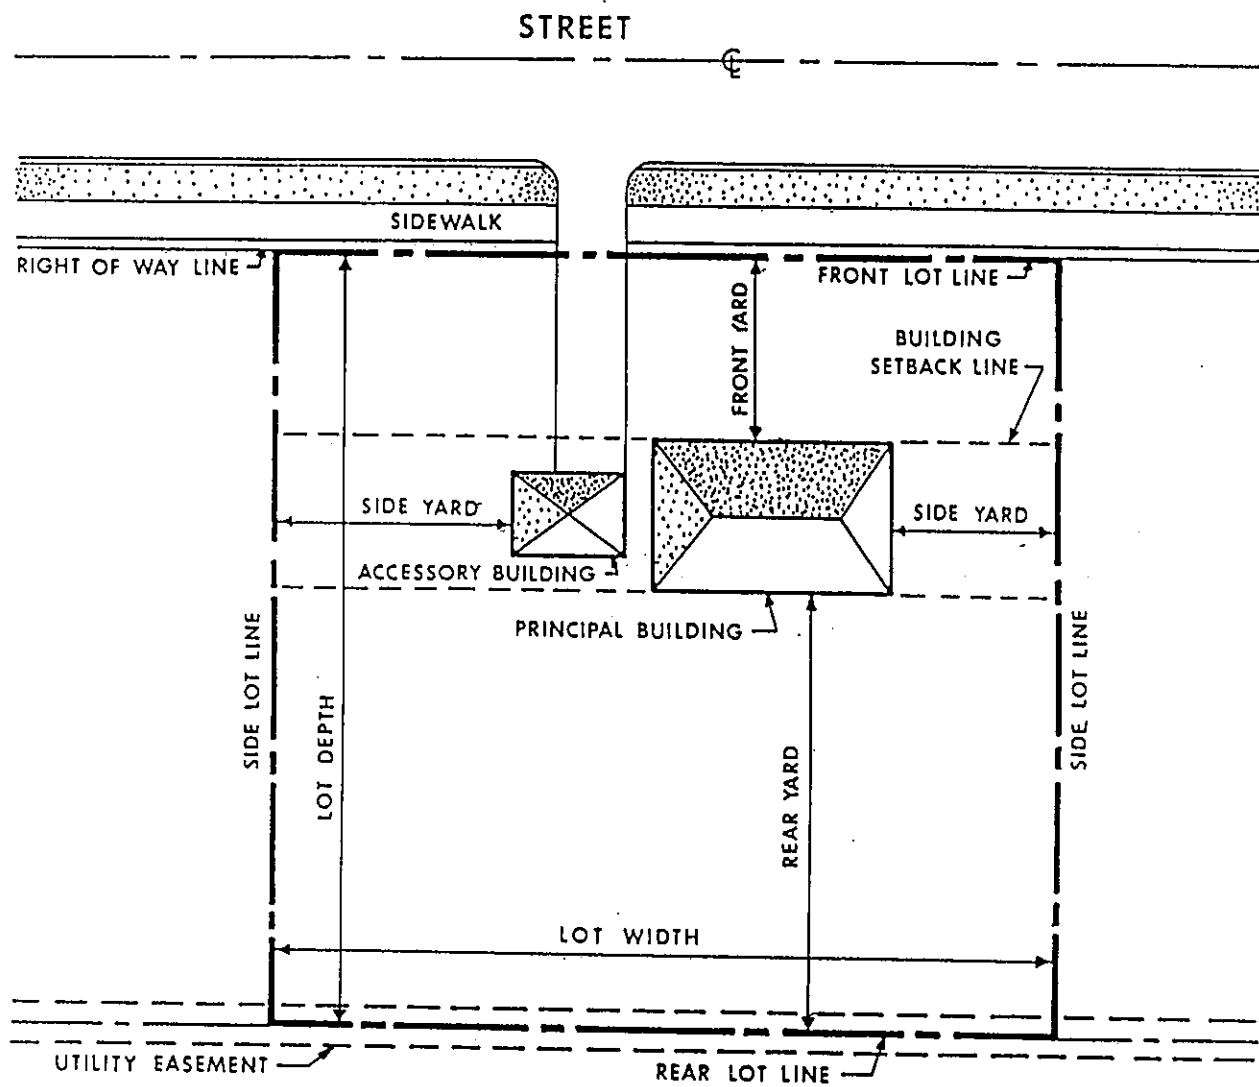 STREET
℄
SIDEWALK
RIGHT OF WAY LINE
FRONT LOT LINE
FRONT YARD
BUILDING
SETBACK LINE
SIDE YARD
SIDE YARD
ACCESSORY BUILDING
PRINCIPAL BUILDING
SIDE LOT LINE
LOT DEPTH
REAR YARD
SIDE LOT LINE
LOT WIDTH
UTILITY EASEMENT
REAR LOT LINE